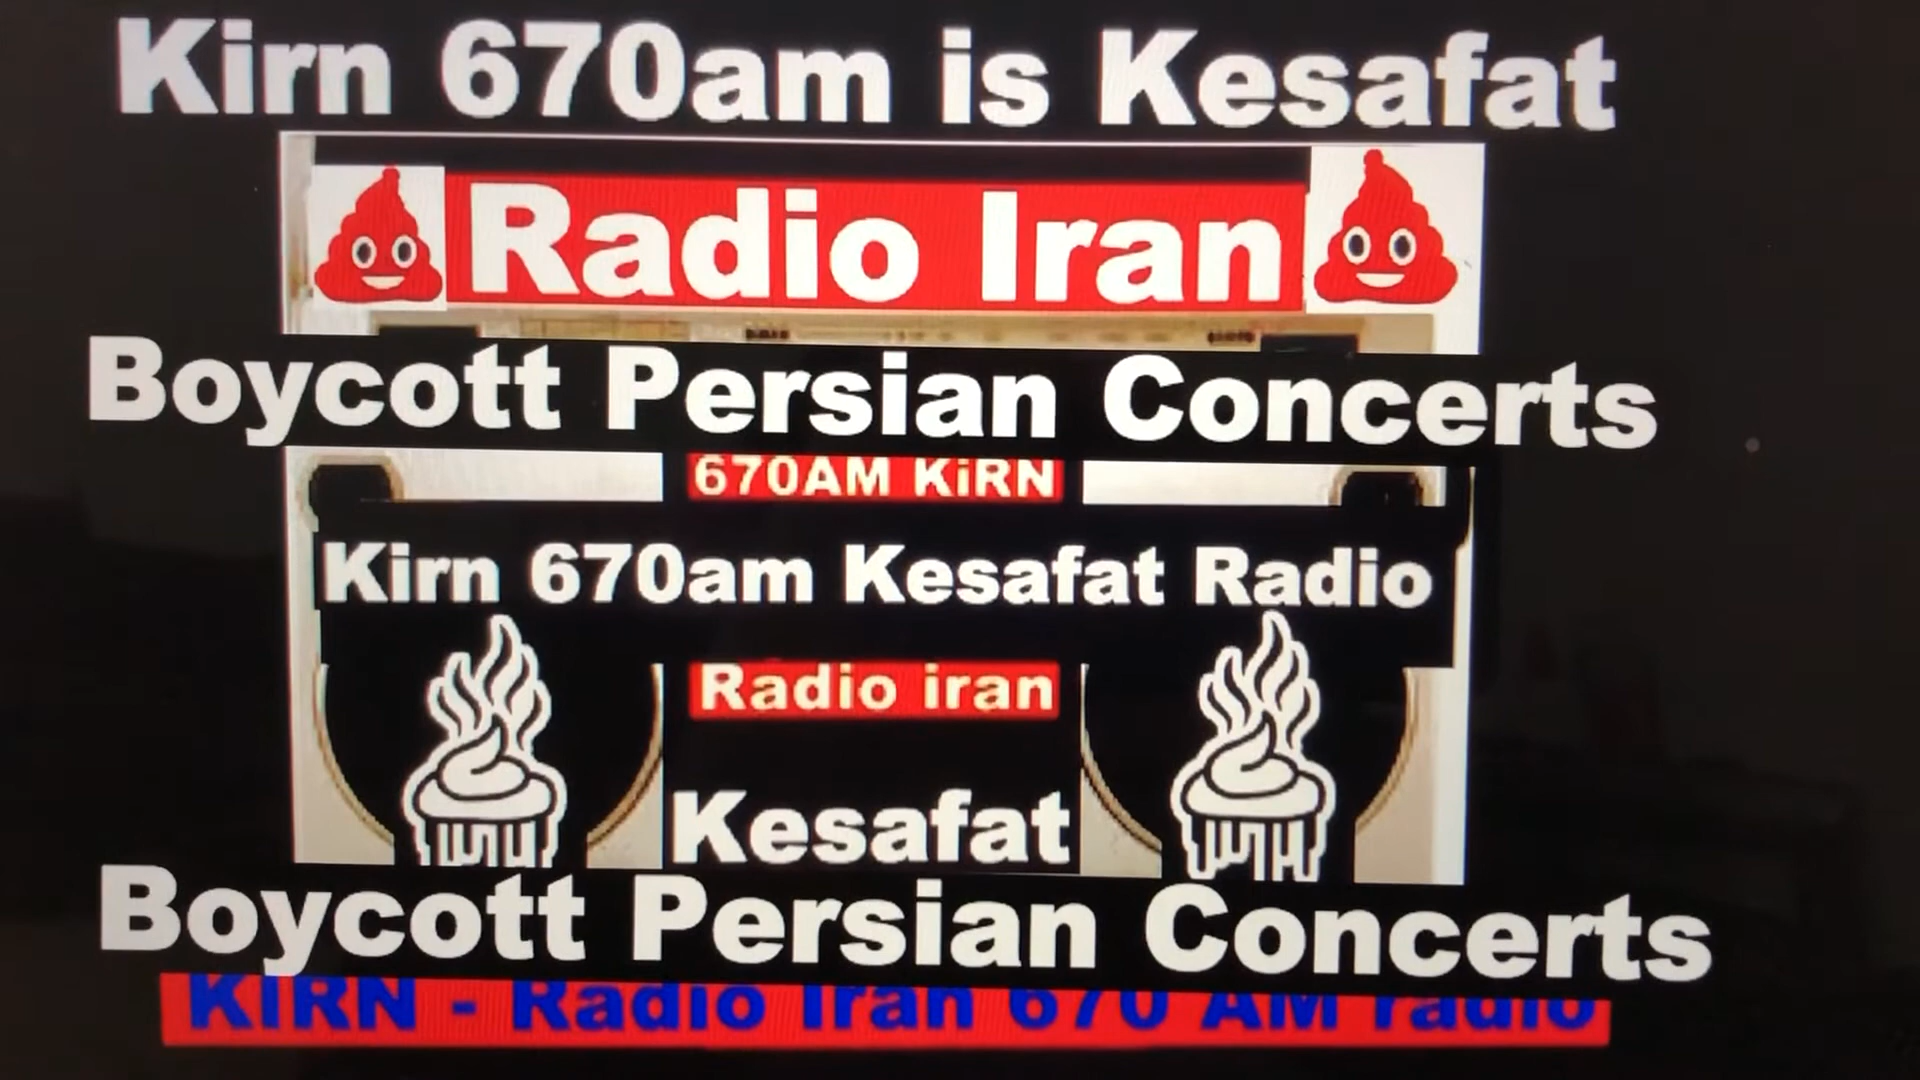 Kirn 670am is Kesafat
Radio Iran
Boycott Persian Concerts
670AM KiRN
Kirn 670am Kesafat Radio
Radio iran
Kesafat
Boycott Persian Concerts
KIRN - Radio Iran 670 AM radio